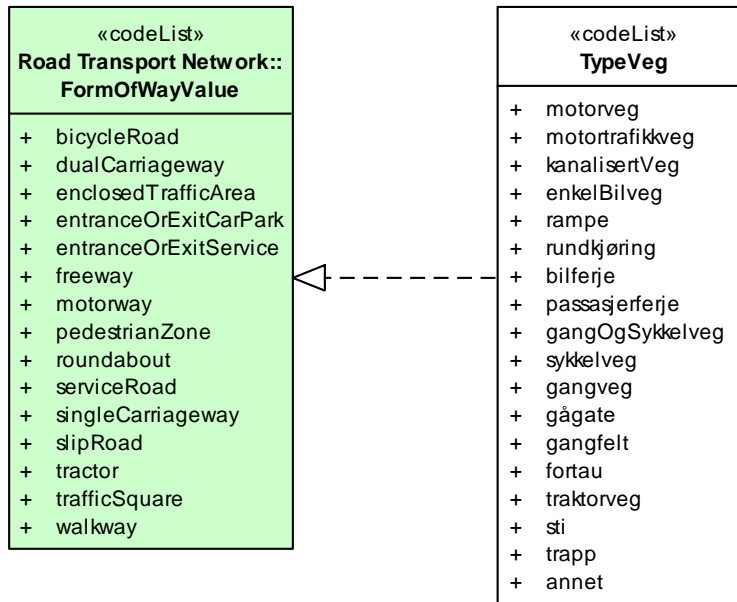 «codeList»
Road Transport Network::
FormOfWayValue
+ bicycleRoad
+ dualCarriageway
+ enclosedTrafficArea
+ entranceOrExitCarPark
+ entranceOrExitService
+ freeway
+ motorway
+ pedestrianZone
+ roundabout
+ serviceRoad
+ singleCarriageway
+ slipRoad
+ tractor
+ trafficSquare
+ walkway
«codeList»
TypeVeg
+ motorveg
+ motortrafikkveg
+ kanalisertVeg
+ enkelBilveg
+ rampe
+ rundkjøring
+ bilferje
+ passasjerferje
+ gangOgSykkelveg
+ sykkelveg
+ gangveg
+ gågate
+ gangfelt
+ fortau
+ traktorveg
+ sti
+ trapp
+ annet